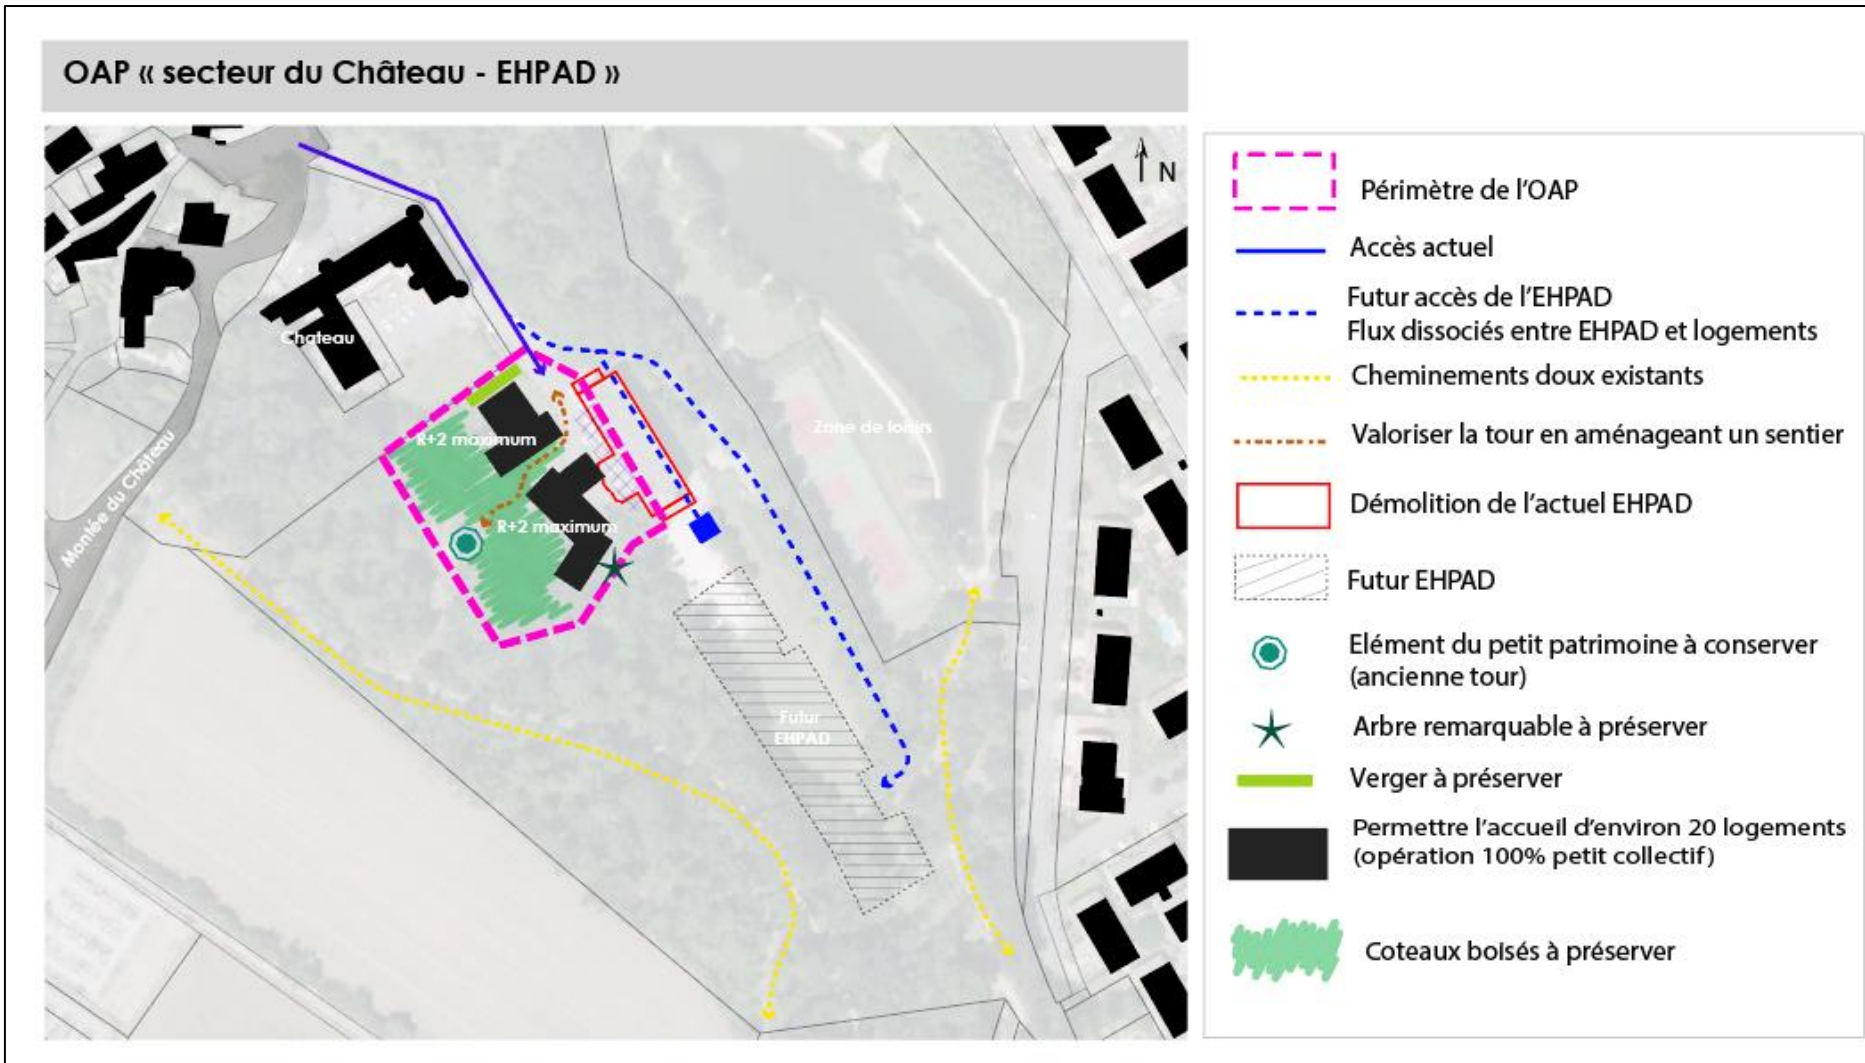 OAP « secteur du Château - EHPAD »
N
Chateau
R+2 maximum
Zone de loisirs
Montée du Château
R+2 maximum
Futur
EHPAD
Périmètre de l'OAP
Accès actuel
Futur accès de l'EHPAD
Flux dissociés entre EHPAD et logements
Cheminements doux existants
Valoriser la tour en aménageant un sentier
Démolition de l'actuel EHPAD
Futur EHPAD
Elément du petit patrimoine à conserver
(ancienne tour)
Arbre remarquable à préserver
Verger à préserver
Permettre l'accueil d'environ 20 logements
(opération 100% petit collectif)
Coteaux boisés à préserver